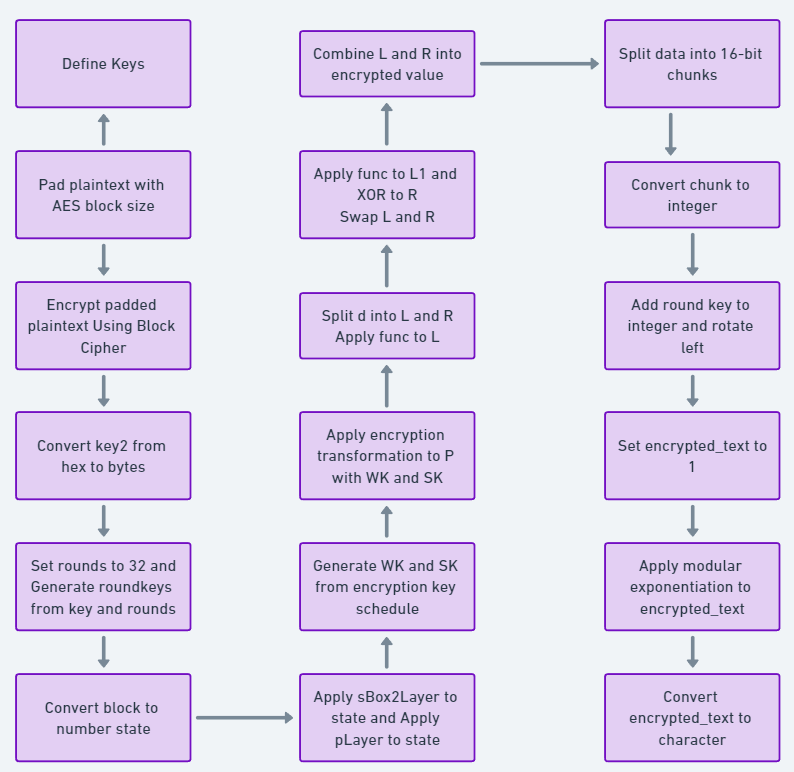 Define Keys
Pad plaintext with
AES block size
Encrypt padded
plaintext Using Block
Cipher
Convert key2 from
hex to bytes
Set rounds to 32 and
Generate roundkeys
from key and rounds
Convert block to
number state
Apply sBox2Layer to
state and Apply
pLayer to state
Generate WK and SK
from encryption key
schedule
Apply encryption
transformation to P
with WK and SK
Split d into L and R
Apply func to L
Apply func to L1 and
XOR to R
Swap L and R
Combine L and R into
encrypted value
Split data into 16-bit
chunks
Convert chunk to
integer
Add round key to
integer and rotate
left
Set encrypted_text to
1
Apply modular
exponentiation to
encrypted_text
Convert
encrypted_text to
character